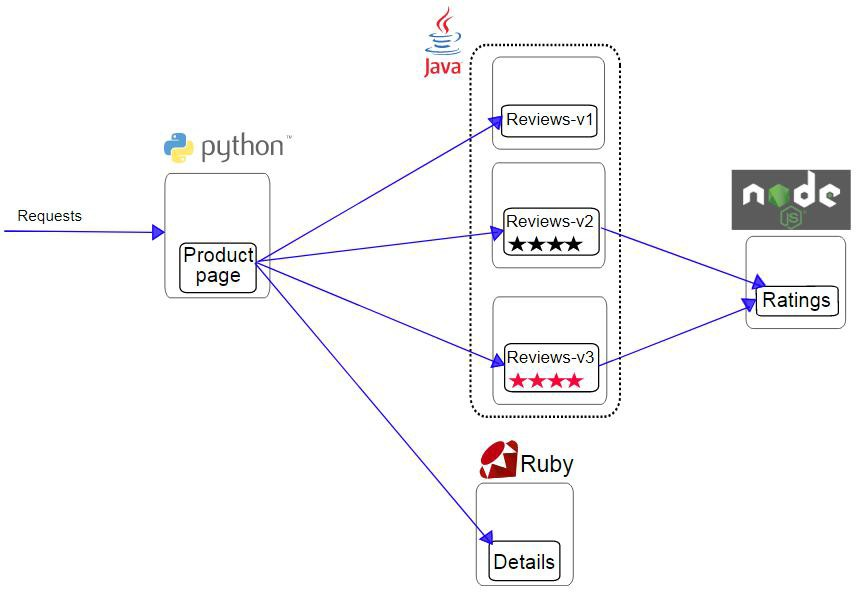 Requests
python™
Product
page
Java
Reviews-v1
Reviews-v2
Reviews-v3
node
JS
Ratings
Ruby
Details